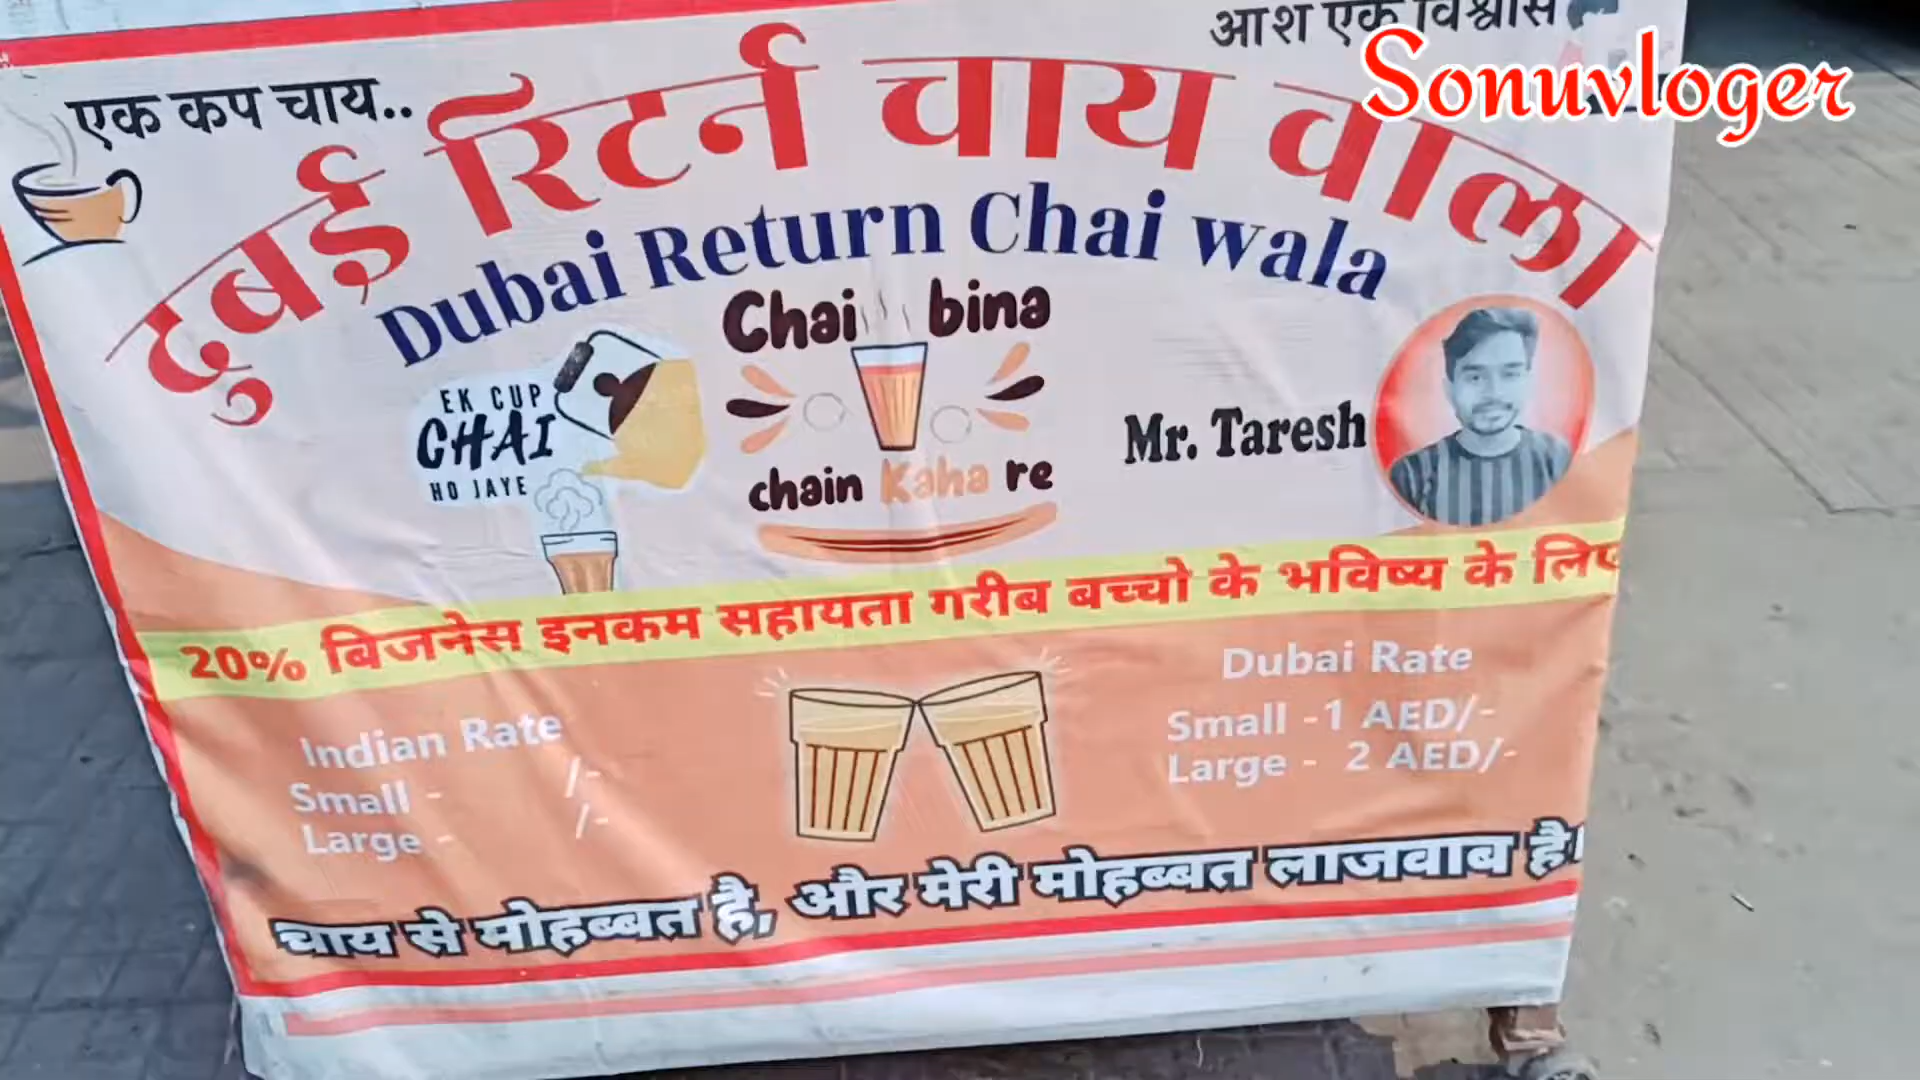 आश एक विश्वास
Sonuvloger
एक कप चाय..
दुबई रिटर्न चाय वाला
Dubai Return Chai wala
EK CUP
CHAI
HO JAYE
Chai bina
chain Kaha re
Mr. Taresh
20% बिजनेस इनकम सहायता गरीब बच्चो के भविष्य के लिए
Indian Rate
Small - /-
Large - /-
Dubai Rate
Small -1 AED/-
Large - 2 AED/-
चाय से मोहब्बत है, और मेरी मोहब्बत लाजवाब है।